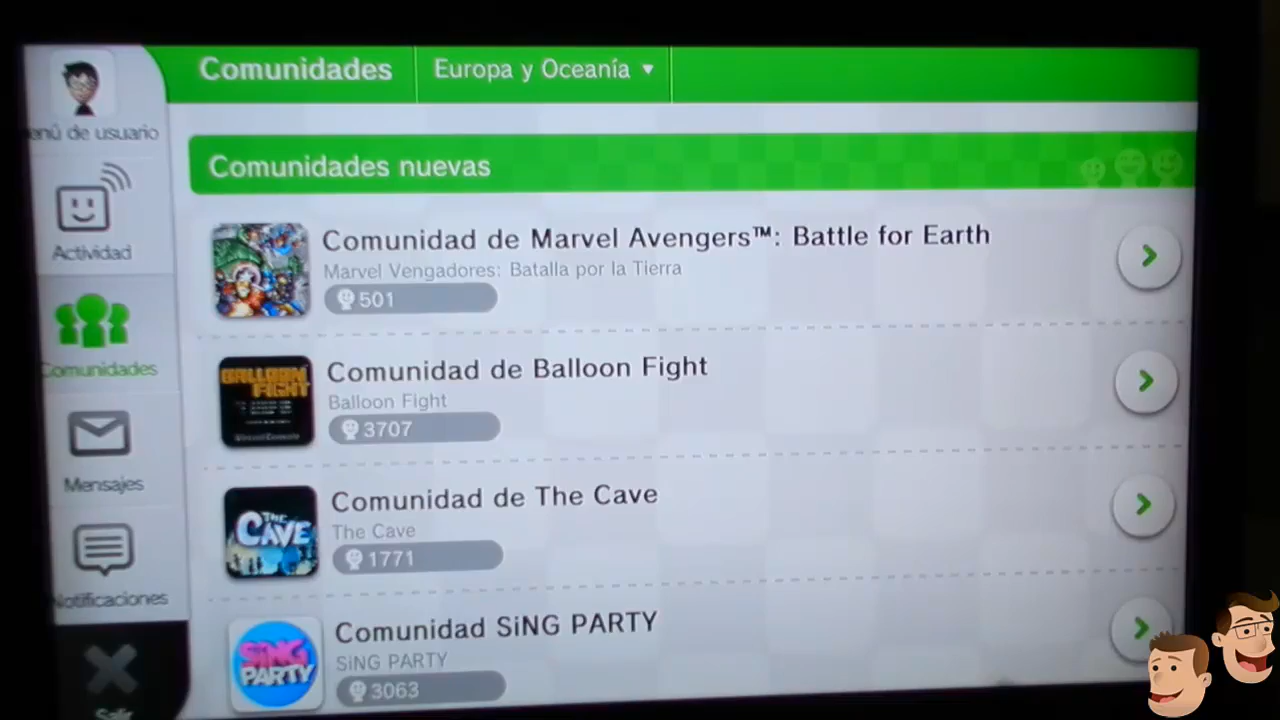 Comunidades
Europa y Oceanía ▼
enú de usuario
Comunidades nuevas
Actividad
Comunidad de Marvel Avengers™: Battle for Earth
Marvel Vengadores: Batalla por la Tierra
501
Comunidades
BALLOON FIGHT
Comunidad de Balloon Fight
Balloon Fight
3707
Mensajes
THE CAVE
Comunidad de The Cave
The Cave
1771
Notificaciones
SiNG PARTY
Comunidad SiNG PARTY
SiNG PARTY
3063
Salir